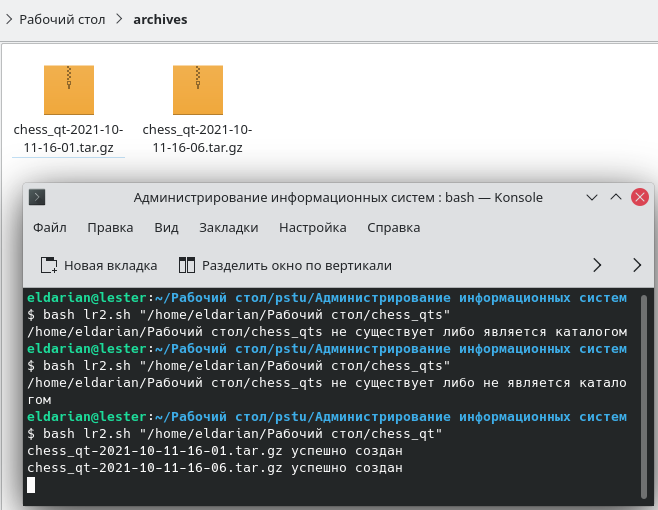 Рабочий стол
archives
chess_qt-2021-10-
11-16-01.tar.gz
chess_qt-2021-10-
11-16-06.tar.gz
Администрирование информационных систем : bash — Konsole
Файл Правка Вид Закладки Настройка Справка
Новая вкладка Разделить окно по вертикали
eldarian@lester:~/Рабочий стол/pstu/Администрирование информационных систем
$ bash lr2.sh "/home/eldarian/Рабочий стол/chess_qts"
/home/eldarian/Рабочий стол/chess_qts не существует либо является каталогом
eldarian@lester:~/Рабочий стол/pstu/Администрирование информационных систем
$ bash lr2.sh "/home/eldarian/Рабочий стол/chess_qts"
/home/eldarian/Рабочий стол/chess_qts не существует либо не является катало
гом
eldarian@lester:~/Рабочий стол/pstu/Администрирование информационных систем
$ bash lr2.sh "/home/eldarian/Рабочий стол/chess_qt"
chess_qt-2021-10-11-16-01.tar.gz успешно создан
chess_qt-2021-10-11-16-06.tar.gz успешно создан